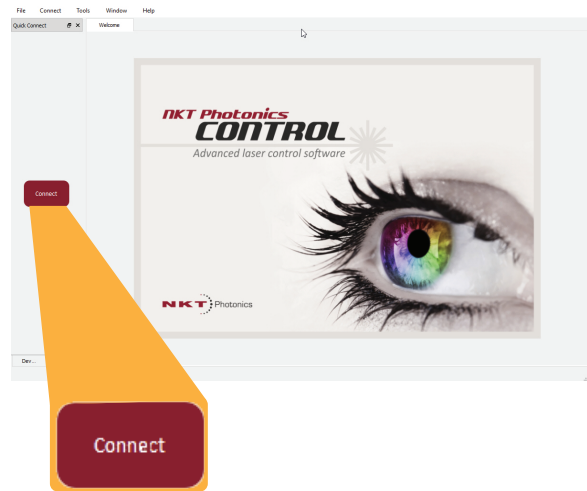 File Connect Tools Window Help
Quick Connect
Welcome
NKT Photonics
CONTROL
Advanced laser control software
Connect
NKT Photonics
Dev...
Connect